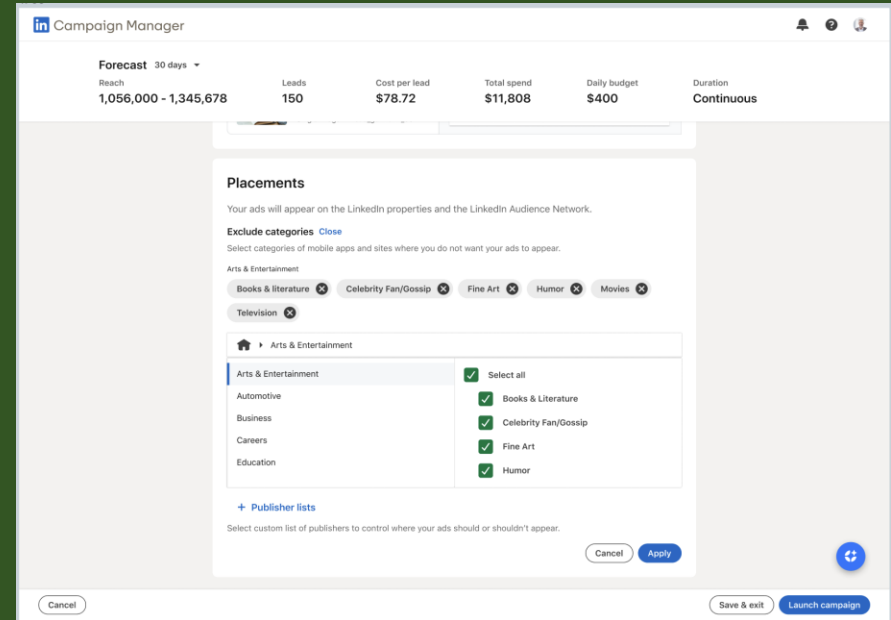 in Campaign Manager
Forecast 30 days
Reach Leads Cost per lead Total spend Daily budget Duration
1,056,000 - 1,345,678 150 $78.72 $11,808 $400 Continuous
Placements
Your ads will appear on the LinkedIn properties and the LinkedIn Audience Network.
Exclude categories Close
Select categories of mobile apps and sites where you do not want your ads to appear.
Arts & Entertainment
Books & literature Celebrity Fan/Gossip Fine Art Humor Movies
Television
Arts & Entertainment
Arts & Entertainment Select all
Automotive Books & Literature
Business Celebrity Fan/Gossip
Careers Fine Art
Education Humor
+ Publisher lists
Select custom list of publishers to control where your ads should or shouldn't appear.
Cancel Apply
Cancel Save & exit Launch campaign